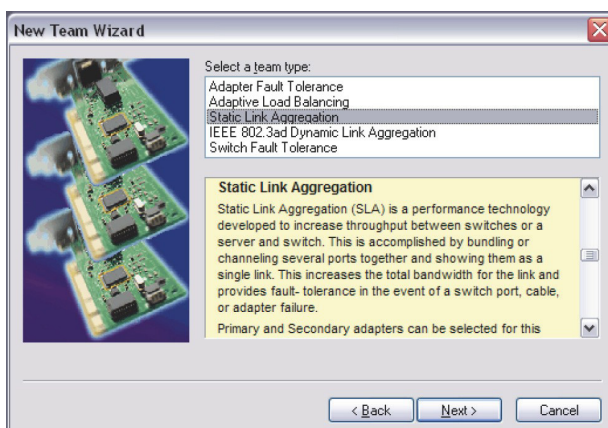 New Team Wizard
Select a team type:
Adapter Fault Tolerance
Adaptive Load Balancing
Static Link Aggregation
IEEE 802.3ad Dynamic Link Aggregation
Switch Fault Tolerance
Static Link Aggregation
Static Link Aggregation (SLA) is a performance technology
developed to increase throughput between switches or a
server and switch. This is accomplished by bundling or
channeling several ports together and showing them as a
single link. This increases the total bandwidth for the link and
provides fault- tolerance in the event of a switch port, cable,
or adapter failure.
Primary and Secondary adapters can be selected for this
< Back
Next >
Cancel